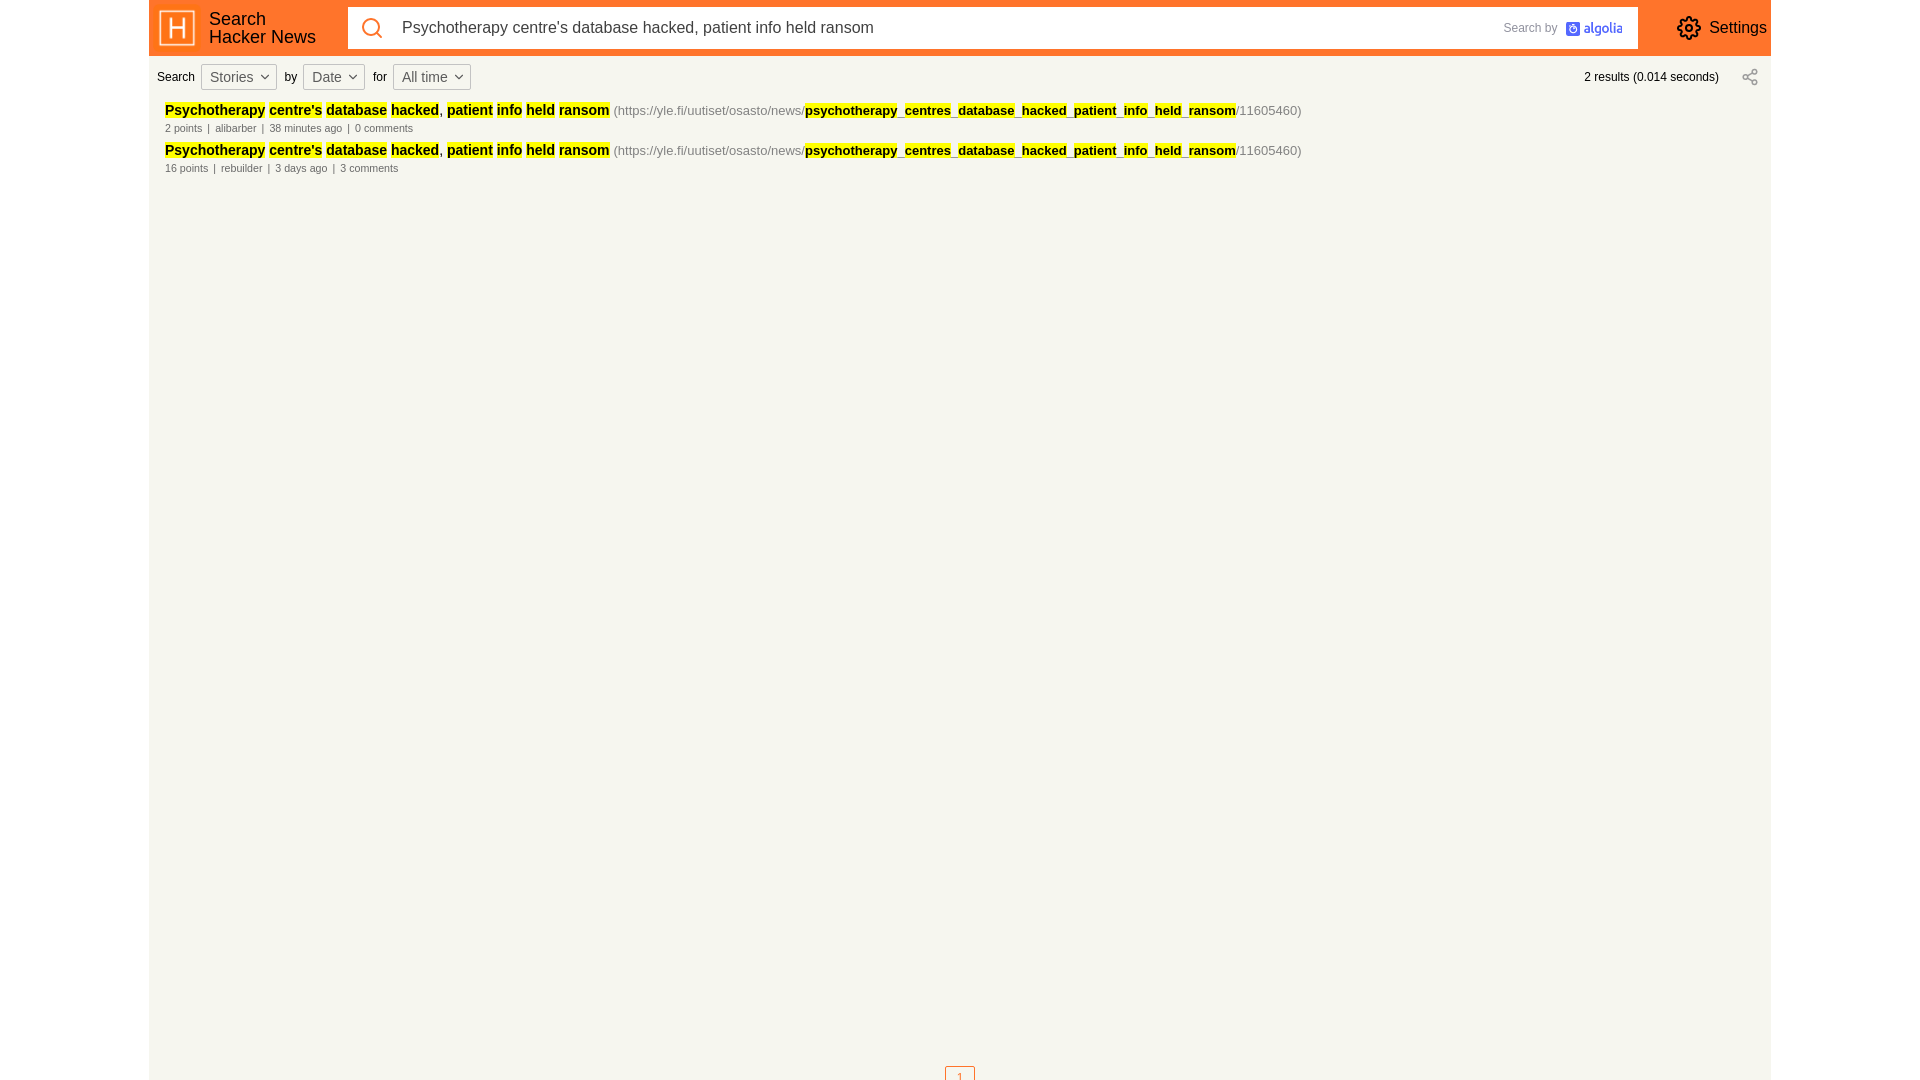 Search
Hacker News
Psychotherapy centre's database hacked, patient info held ransom
Search by algolia
Settings
Search Stories by Date for All time
2 results (0.014 seconds)
Psychotherapy centre's database hacked, patient info held ransom (https://yle.fi/uutiset/osasto/news/psychotherapy_centres_database_hacked_patient_info_held_ransom/11605460)
2 points | alibarber | 38 minutes ago | 0 comments
Psychotherapy centre's database hacked, patient info held ransom (https://yle.fi/uutiset/osasto/news/psychotherapy_centres_database_hacked_patient_info_held_ransom/11605460)
16 points | rebuilder | 3 days ago | 3 comments
1